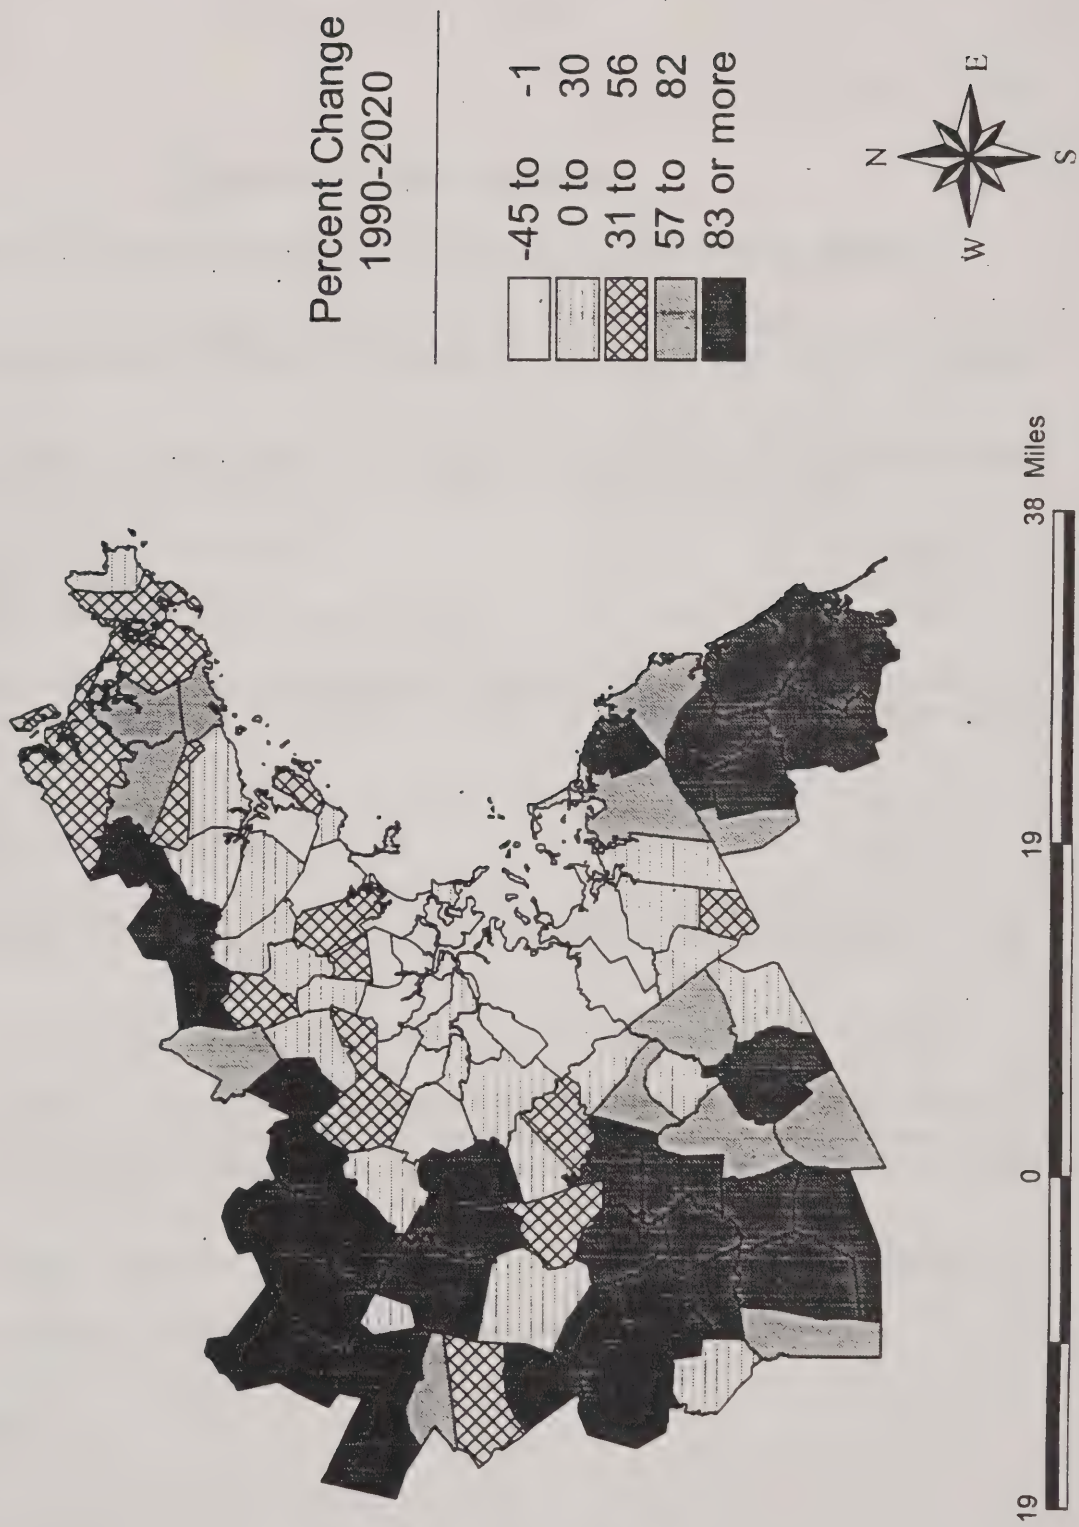 Percent Change
1990-2020
-45 to -1
0 to 30
31 to 56
57 to 82
83 or more
N
W
E
S
19
0
19
38 Miles